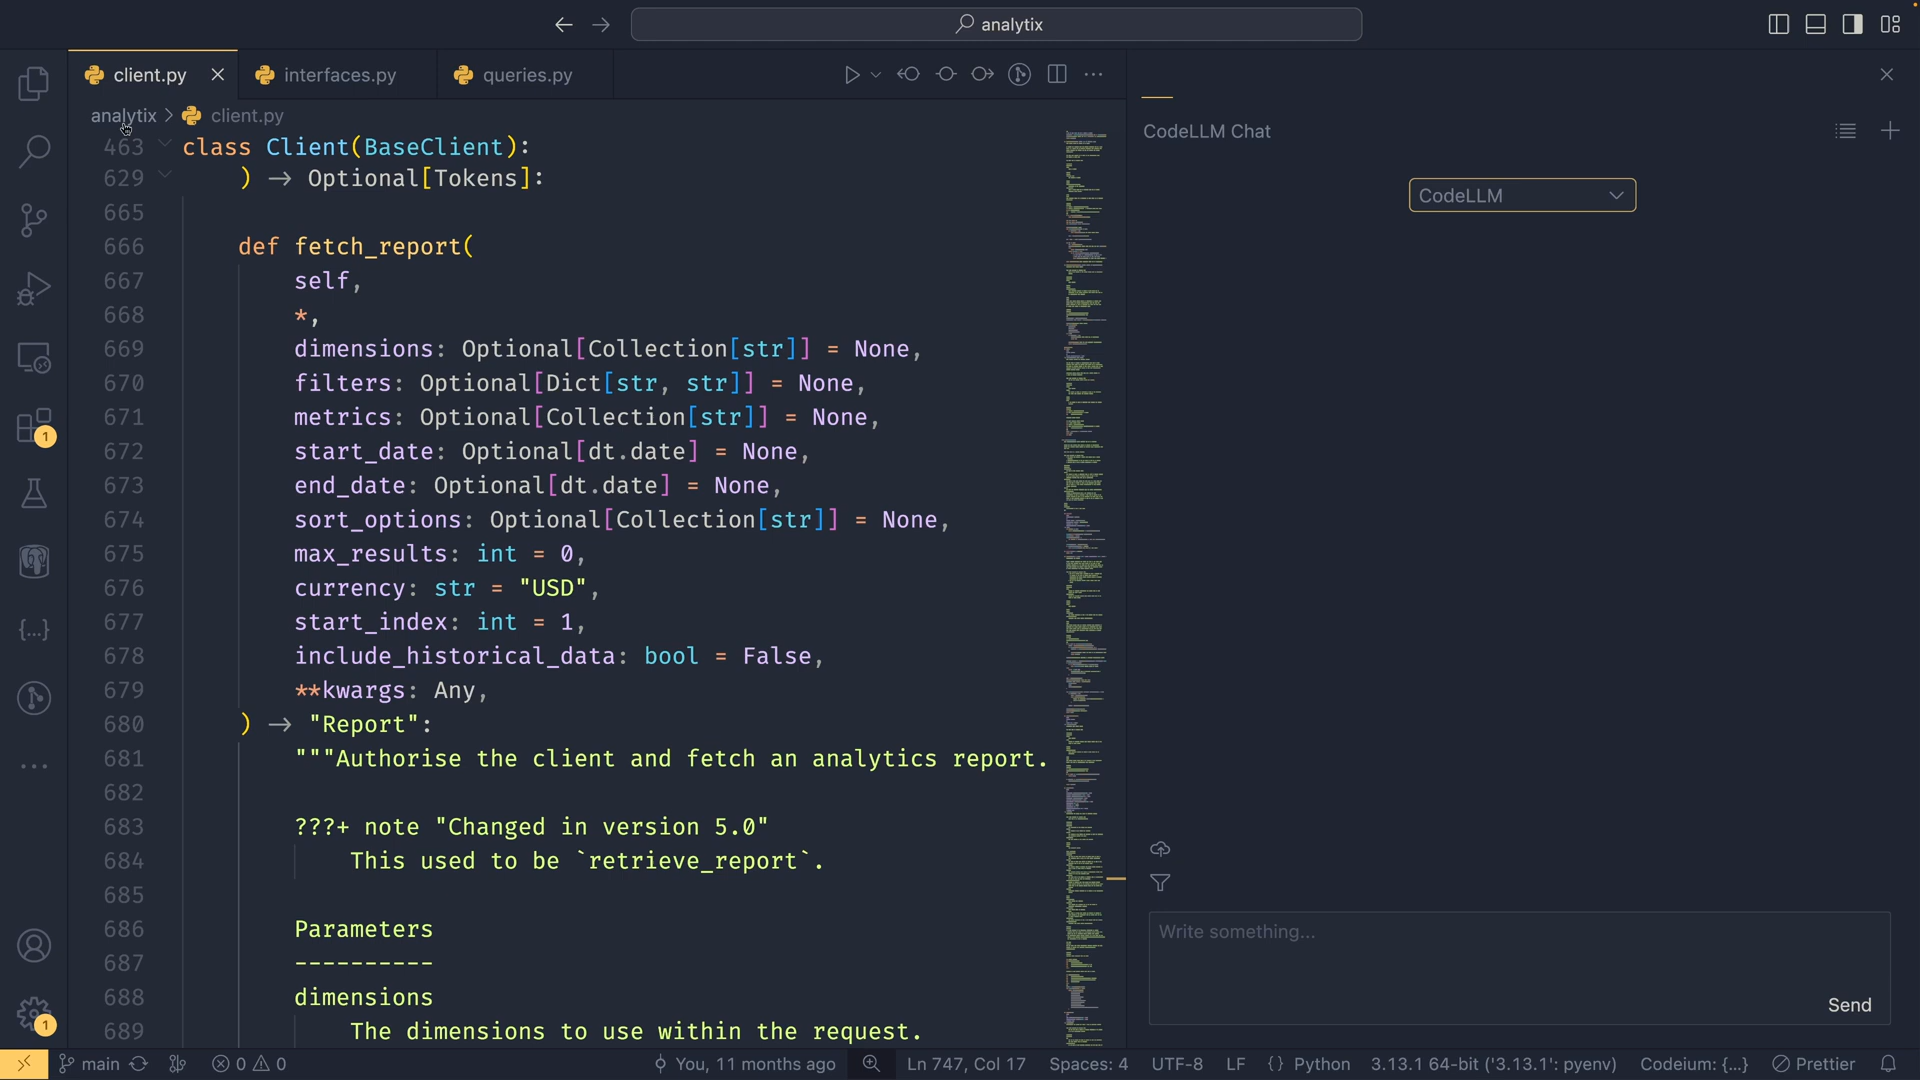 analytix
client.py
interfaces.py
queries.py
analytix > client.py
463 class Client(BaseClient):
629 ) → Optional[Tokens]:
665
666 def fetch_report(
667 self,
668 *,
669 dimensions: Optional[Collection[str]] = None,
670 filters: Optional[Dict[str, str]] = None,
671 metrics: Optional[Collection[str]] = None,
672 start_date: Optional[dt.date] = None,
673 end_date: Optional[dt.date] = None,
674 sort_options: Optional[Collection[str]] = None,
675 max_results: int = 0,
676 currency: str = "USD",
677 start_index: int = 1,
678 include_historical_data: bool = False,
679 **kwargs: Any,
680 ) → "Report":
681 """Authorise the client and fetch an analytics report.
682
683 ???+ note "Changed in version 5.0"
684 This used to be `retrieve_report`.
685
686 Parameters
687 ----------
688 dimensions
689 The dimensions to use within the request.
CodeLLM Chat
CodeLLM
Write something...
Send
1
1
main
0 0
You, 11 months ago
Ln 747, Col 17
Spaces: 4
UTF-8
LF
{} Python
3.13.1 64-bit ('3.13.1': pyenv)
Codeium: {...}
Prettier